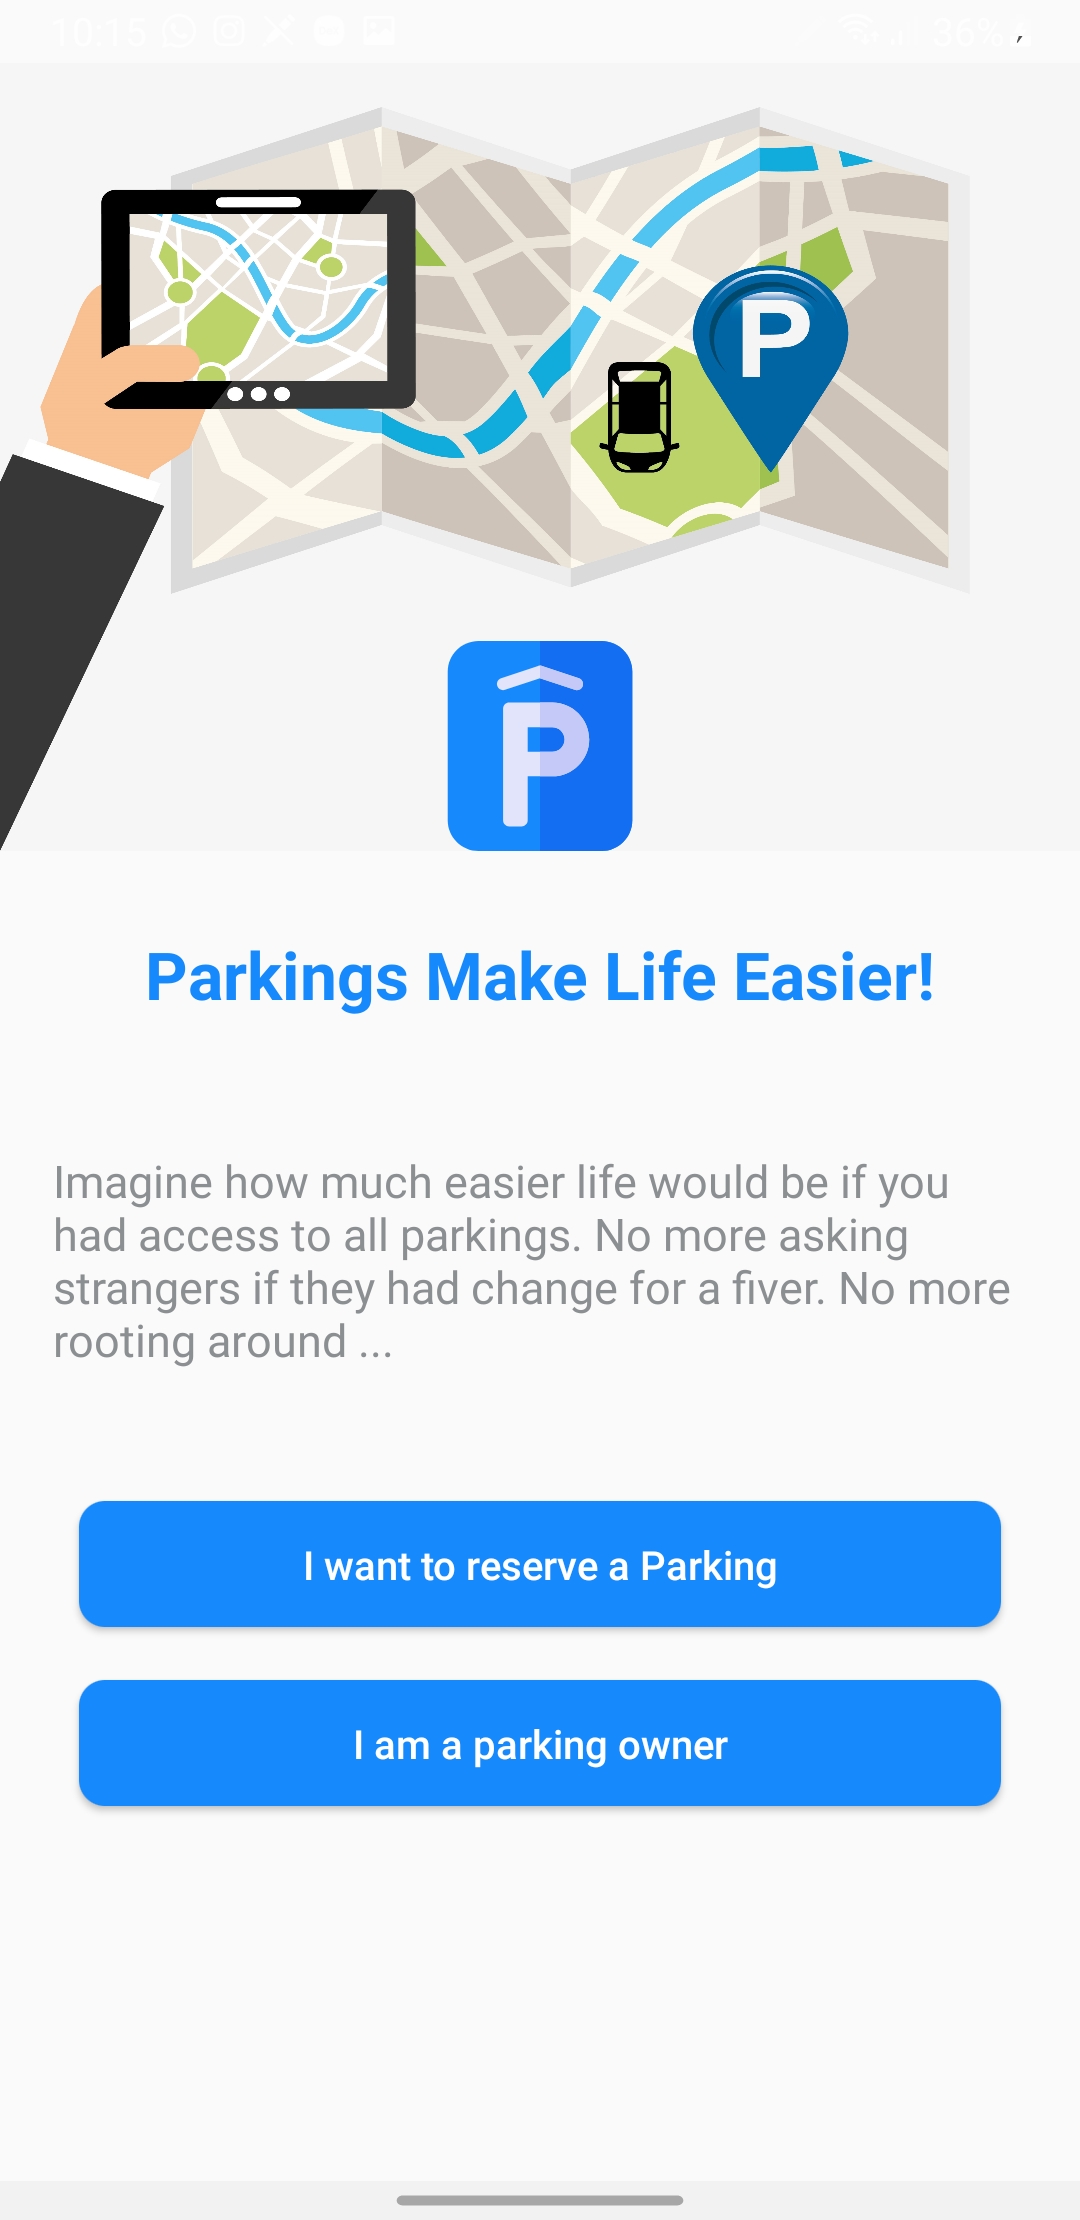 10:15 36%
P
P
Parkings Make Life Easier!
Imagine how much easier life would be if you
had access to all parkings. No more asking
strangers if they had change for a fiver. No more
rooting around ...
I want to reserve a Parking
I am a parking owner